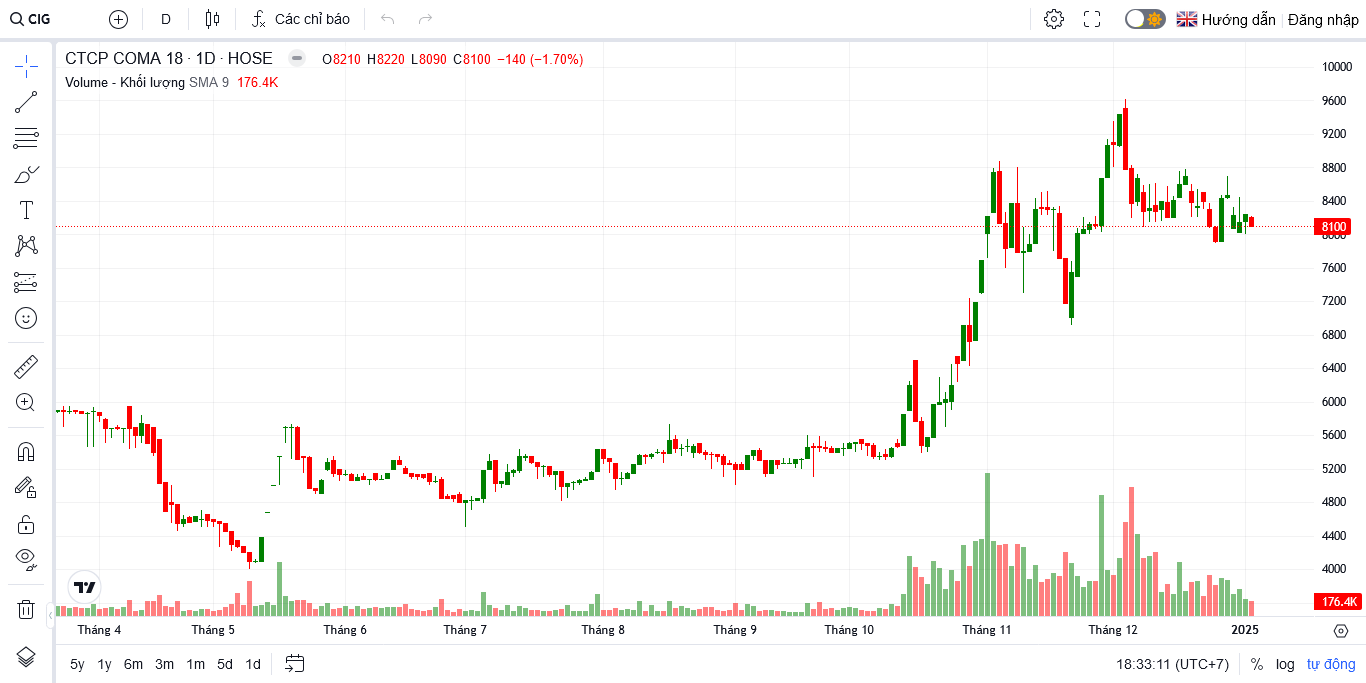 CIG D Các chỉ báo Hướng dẫn Đăng nhập
CTCP COMA 18 · 1D · HOSE O8210 H8220 L8090 C8100 −140 (−1.70%)
Volume - Khối lượng SMA 9 176.4K
10000
9600
9200
8800
8400
8100
8000
7600
7200
6800
6400
6000
5600
5200
4800
4400
4000
176.4K
Tháng 4 Tháng 5 Tháng 6 Tháng 7 Tháng 8 Tháng 9 Tháng 10 Tháng 11 Tháng 12 2025
5y 1y 6m 3m 1m 5d 1d 18:33:11 (UTC+7) % log tự động